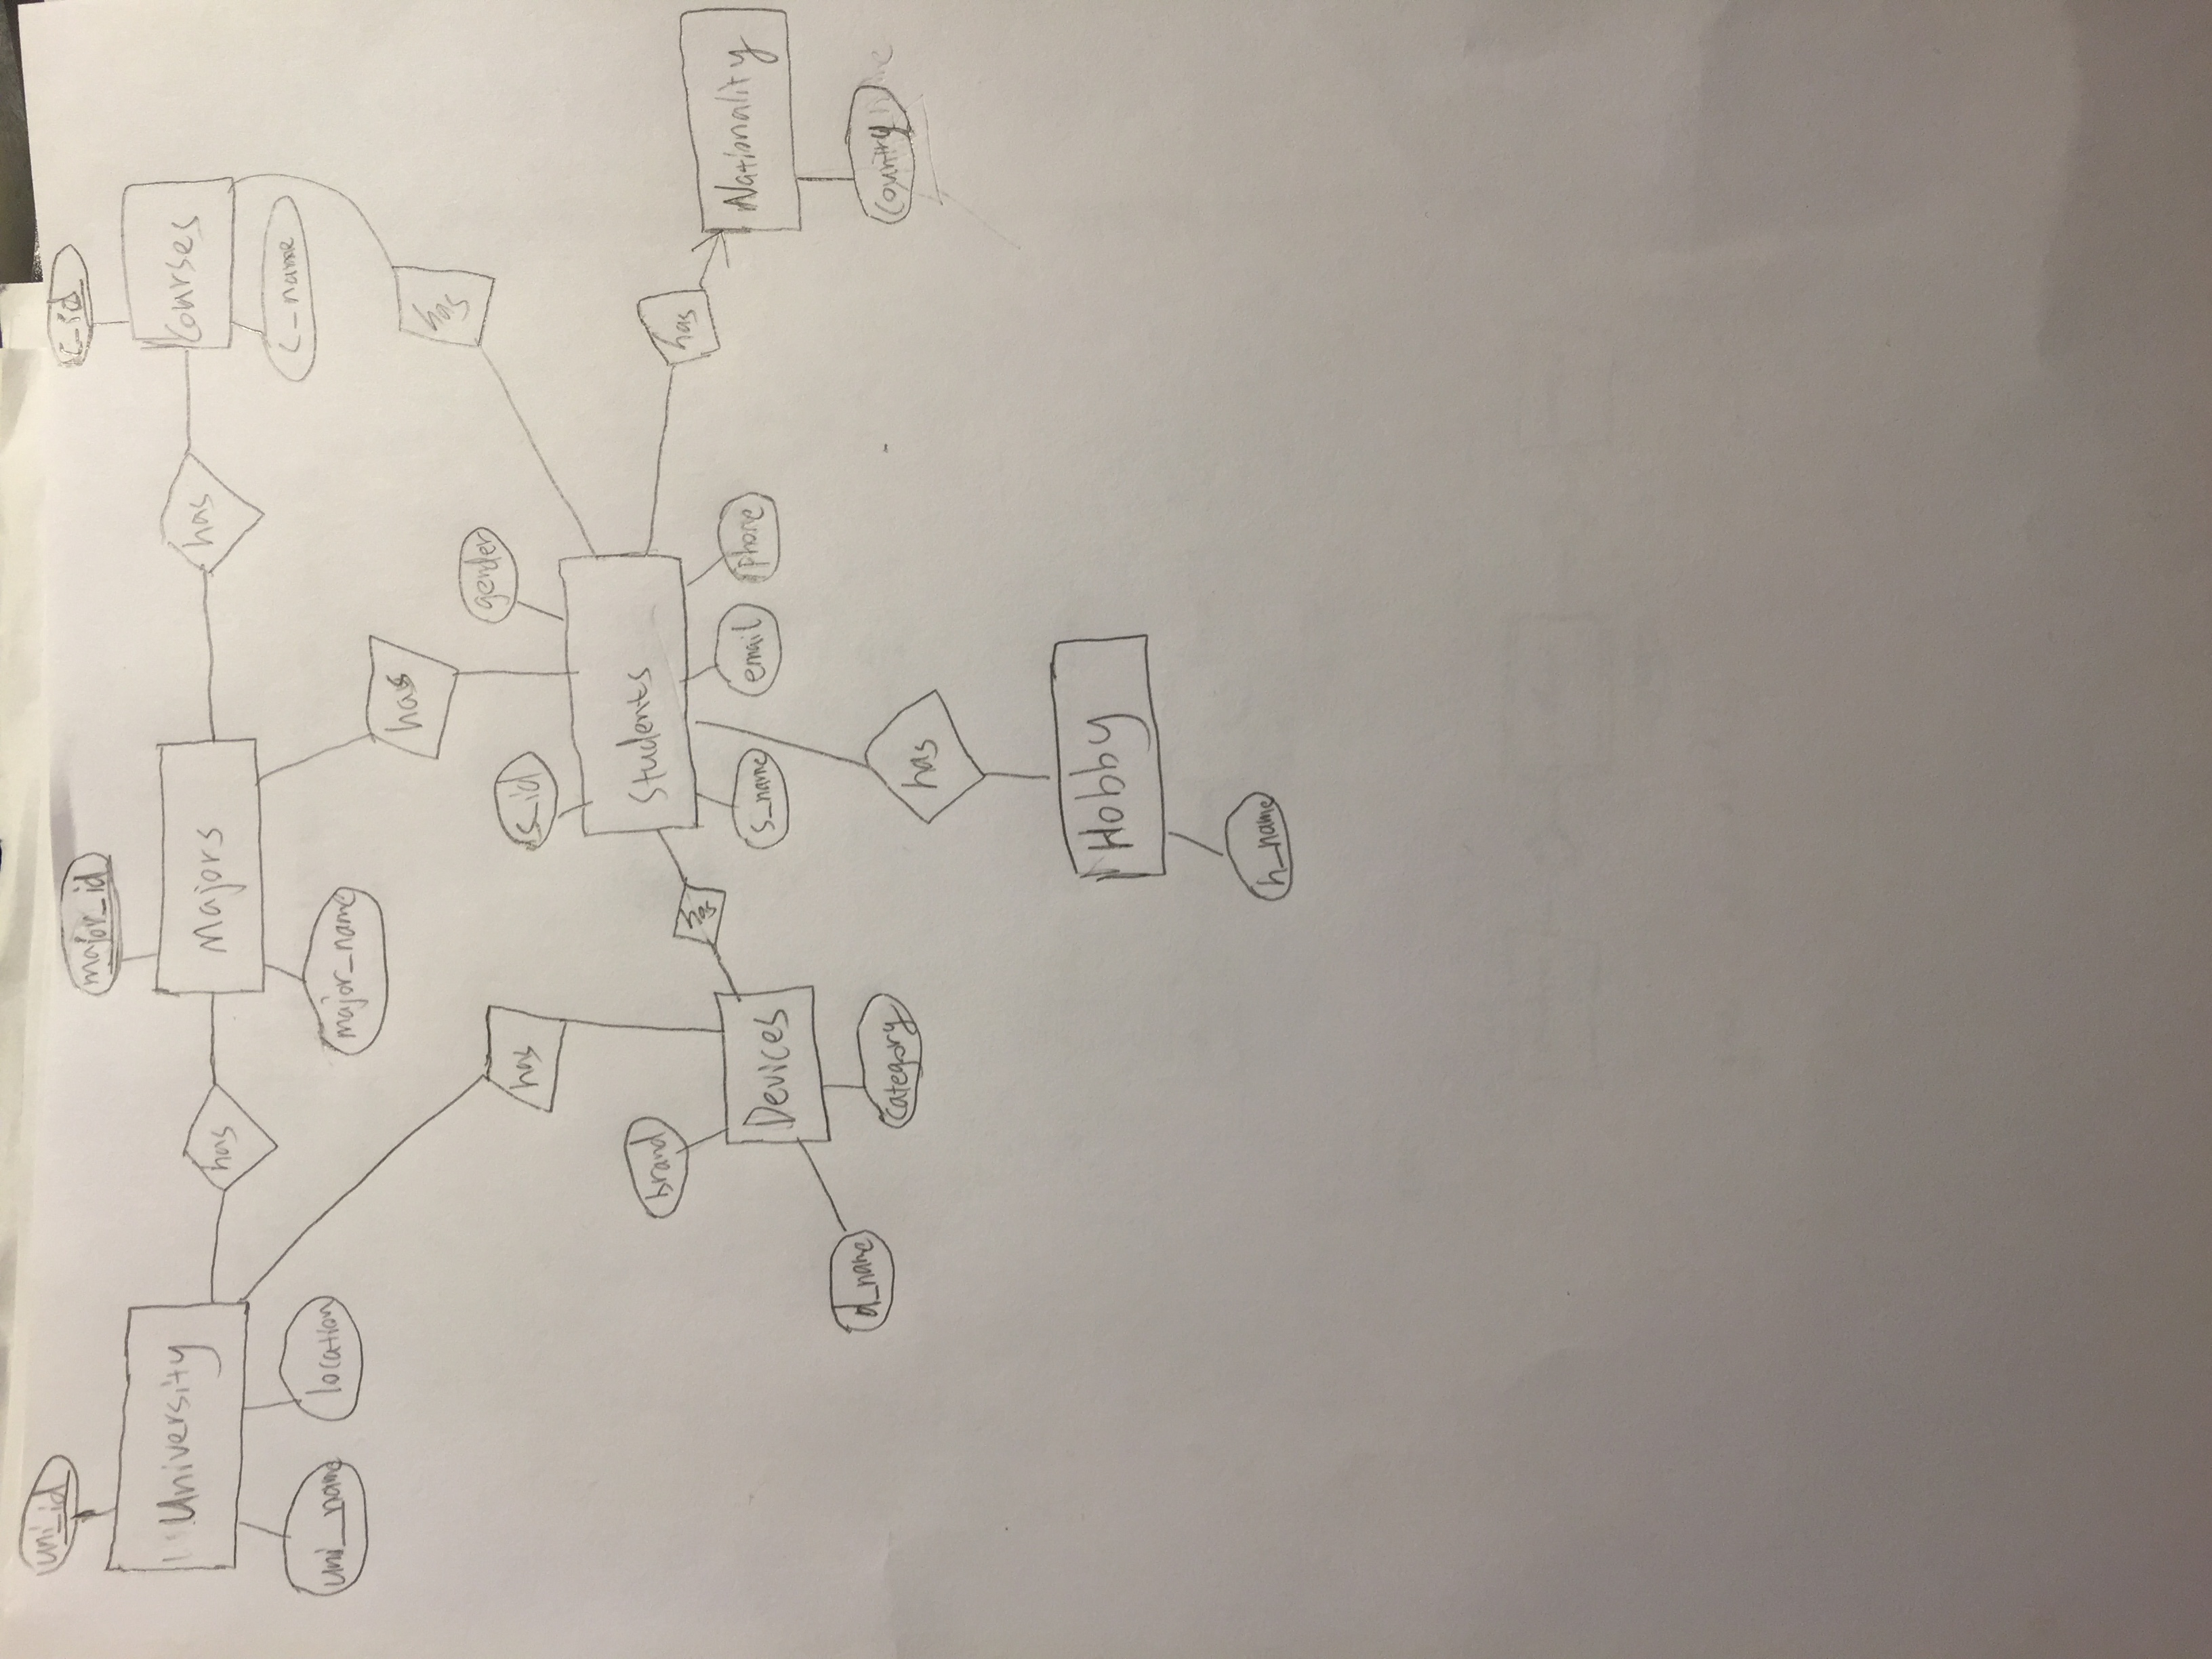 uni_id
major_id
c_id
University
has
Majors
has
Courses
uni_name
location
major_name
c_name
has
has
has
s_id
gender
brand
Students
has
has
Nationality
Devices
s_name
email
phone
d_name
category
country
has
Hobby
h_name